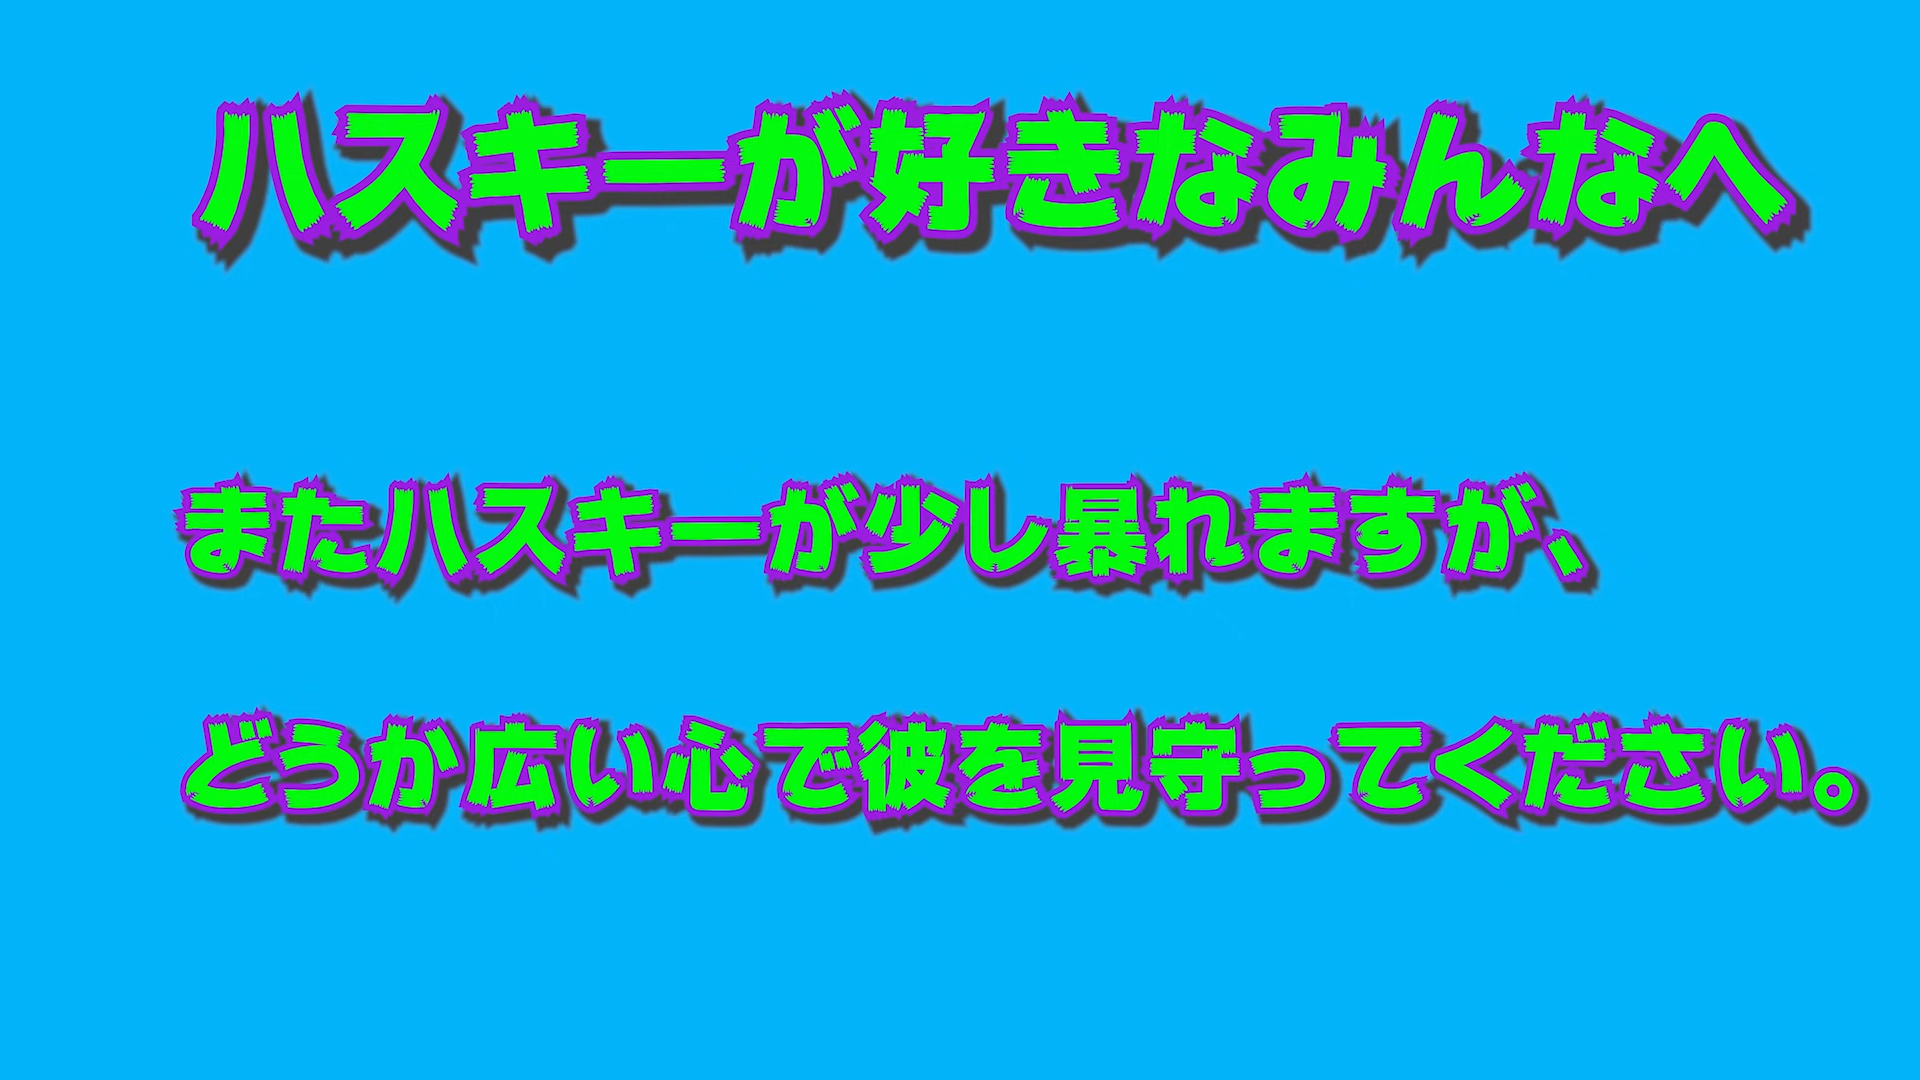 ハスキーが好きなみんなへ
またハスキーが少し暴れますが、
どうか広い心で彼を見守ってください。